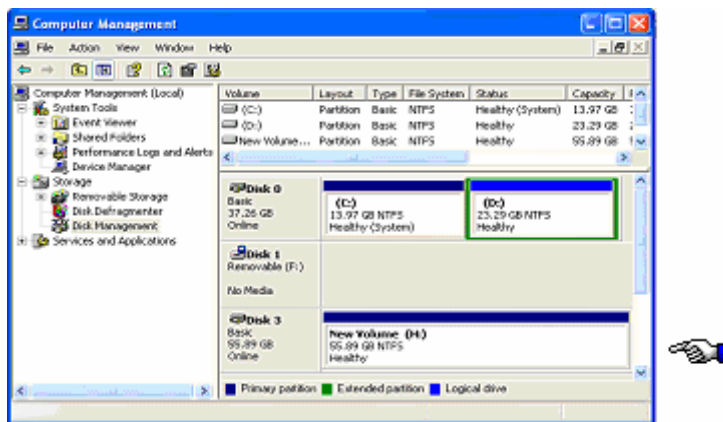 Computer Management
File Action View Window Help
Computer Management (Local)
System Tools
Event Viewer
Shared Folders
Performance Logs and Alerts
Device Manager
Storage
Removable Storage
Disk Defragmenter
Disk Management
Services and Applications
Volume Layout Type File System Status Capacity
(C:) Partition Basic NTFS Healthy (System) 13.97 GB
(D:) Partition Basic NTFS Healthy 23.29 GB
New Volume... Partition Basic NTFS Healthy 55.89 GB
Disk 0
Basic
37.26 GB
Online
(C:)
13.97 GB NTFS
Healthy (System)
(D:)
23.29 GB NTFS
Healthy
Disk 1
Removable (F:)
No Media
Disk 3
Basic
55.89 GB
Online
New Volume (H:)
55.89 GB NTFS
Healthy
Primary partition Extended partition Logical drive